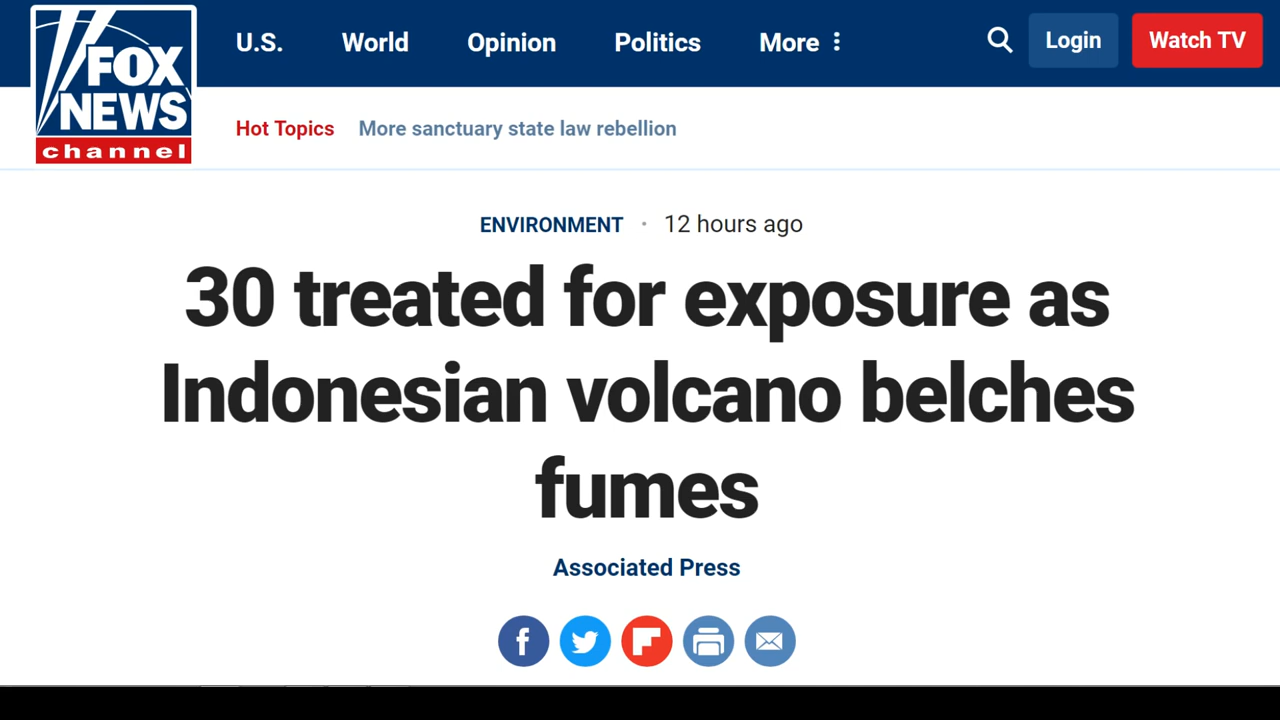 FOX
NEWS
channel
U.S. World Opinion Politics More Login Watch TV
Hot Topics More sanctuary state law rebellion
ENVIRONMENT · 12 hours ago
30 treated for exposure as
Indonesian volcano belches
fumes
Associated Press